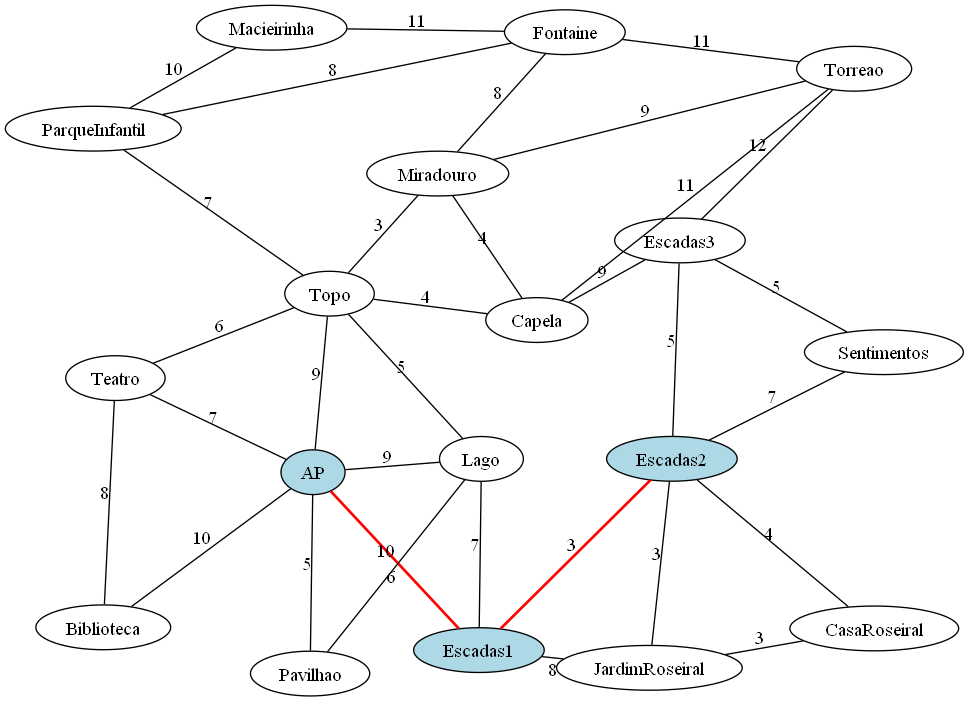 Macieirinha
11
Fontaine
11
Torreao
10
8
ParqueInfantil
8
9
12
Miradouro
11
7
3
4
Escadas3
9
5
Topo
4
Capela
6
5
Sentimentos
Teatro
9
5
7
7
9
Escadas2
AP
Lago
8
10
10
7
3
3
4
5
6
Biblioteca
CasaRoseiral
3
Escadas1
8
JardimRoseiral
Pavilhao